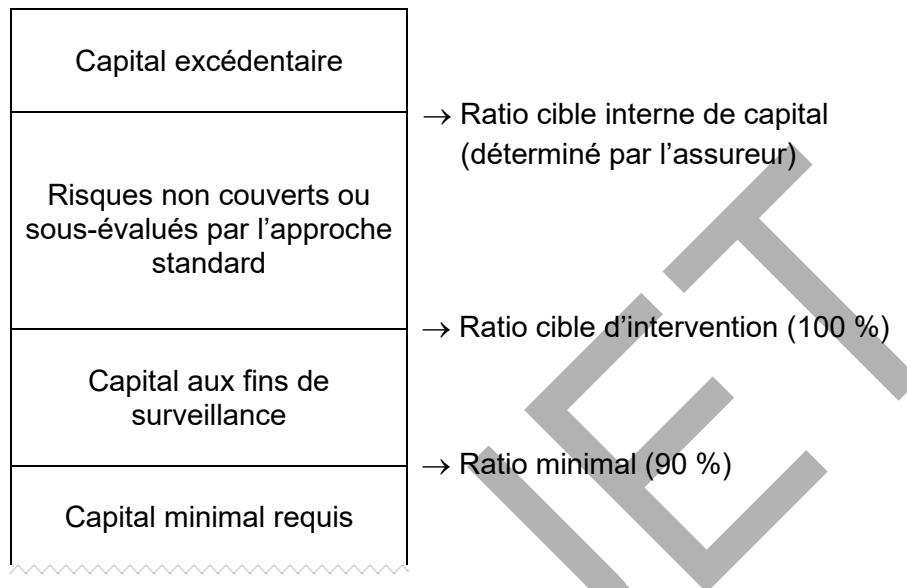 Capital excédentaire
→ Ratio cible interne de capital
(déterminé par l’assureur)
Risques non couverts ou
sous-évalués par l’approche
standard
→ Ratio cible d’intervention (100 %)
Capital aux fins de
surveillance
→ Ratio minimal (90 %)
Capital minimal requis